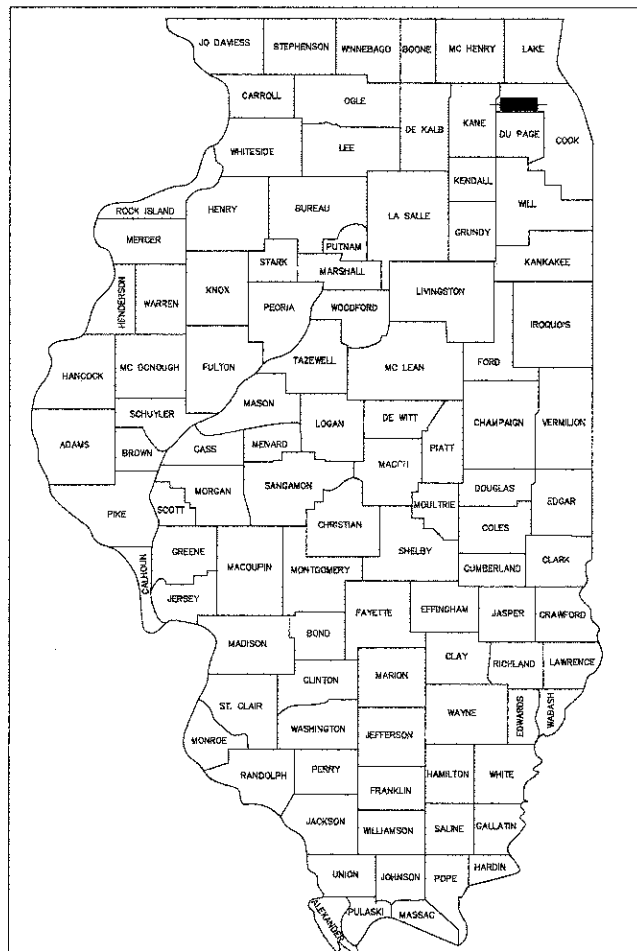 JO DAVIESS
STEPHENSON
WINNEBAGO
BOONE
MC HENRY
LAKE
CARROLL
OGLE
DE KALB
KANE
DU PAGE
COOK
WHITESIDE
LEE
KENDALL
WILL
ROCK ISLAND
HENRY
BUREAU
LA SALLE
GRUNDY
PUTNAM
MERCER
STARK
MARSHALL
KANKAKEE
HENDERSON
WARREN
KNOX
PEORIA
WOODFORD
LIVINGSTON
IROQUO'S
HANCOCK
MC DONOUGH
FULTON
TAZEWELL
MC LEAN
FORD
MASON
SCHUYLER
LOGAN
DE WITT
CHAMPAIGN
VERMILION
ADAMS
BROWN
CASS
MENARD
PIATT
MACON
MORGAN
SANGAMON
DOUGLAS
EDGAR
PIKE
SCOTT
CHRISTIAN
MOULTRIE
COLES
GREENE
MACOUPIN
MONTGOMERY
SHELBY
CUMBERLAND
CLARK
CALHOUN
JERSEY
FAYETTE
EFFINGHAM
JASPER
CRAWFORD
MADISON
BOND
CLAY
RICHLAND
LAWRENCE
CLINTON
MARION
ST. CLAIR
WAYNE
EDWARDS
WABASH
WASHINGTON
JEFFERSON
MONROE
RANDOLPH
PERRY
HAMILTON
WHITE
FRANKLIN
JACKSON
WILLIAMSON
SALINE
GALLATIN
UNION
JOHNSON
POPE
HARDIN
ALEXANDER
PULASKI
MASSAC